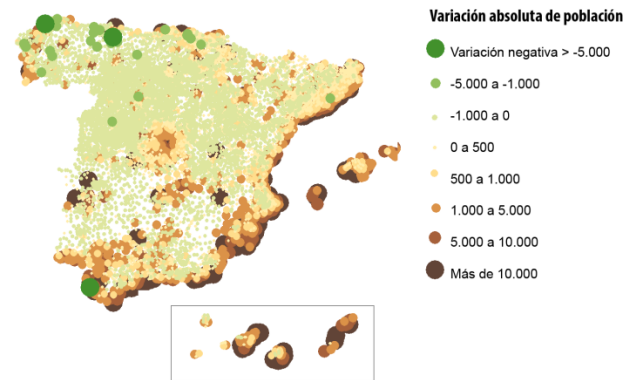 Variación absoluta de población
Variación negativa > -5.000
-5.000 a -1.000
-1.000 a 0
0 a 500
500 a 1.000
1.000 a 5.000
5.000 a 10.000
Más de 10.000